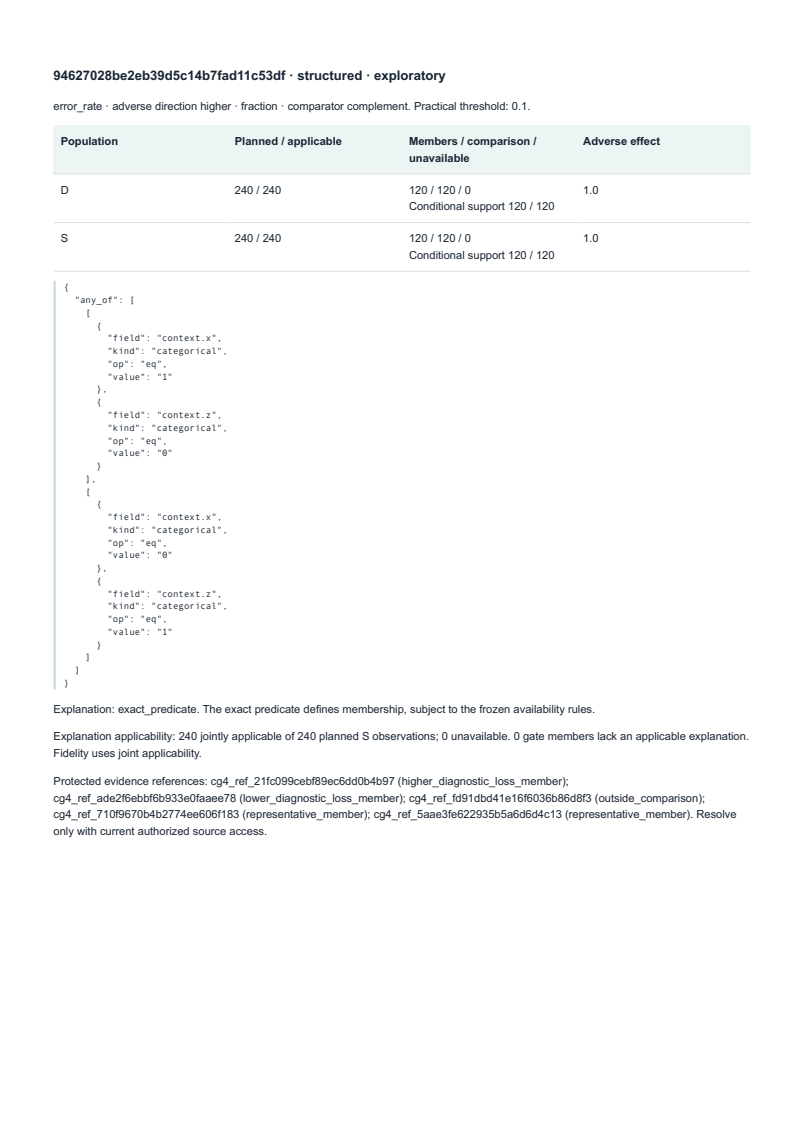 94627028be2eb39d5c14b7fad11c53df · structured · exploratory
error_rate · adverse direction higher · fraction · comparator complement. Practical threshold: 0.1.
Population Planned / applicable Members / comparison / unavailable Adverse effect
D 240 / 240 120 / 120 / 0 1.0
Conditional support 120 / 120
S 240 / 240 120 / 120 / 0 1.0
Conditional support 120 / 120
{
  "any_of": [
    [
      {
        "field": "context.x",
        "kind": "categorical",
        "op": "eq",
        "value": "1"
      },
      {
        "field": "context.z",
        "kind": "categorical",
        "op": "eq",
        "value": "0"
      }
    ],
    [
      {
        "field": "context.x",
        "kind": "categorical",
        "op": "eq",
        "value": "0"
      },
      {
        "field": "context.z",
        "kind": "categorical",
        "op": "eq",
        "value": "1"
      }
    ]
  ]
}
Explanation: exact_predicate. The exact predicate defines membership, subject to the frozen availability rules.
Explanation applicability: 240 jointly applicable of 240 planned S observations; 0 unavailable. 0 gate members lack an applicable explanation.
Fidelity uses joint applicability.
Protected evidence references: cg4_ref_21fc099cebf89ec6dd0b4b97 (higher_diagnostic_loss_member);
cg4_ref_ade2f6ebbf6b933e0faaee78 (lower_diagnostic_loss_member); cg4_ref_fd91dbd41e16f6036b86d8f3 (outside_comparison);
cg4_ref_710f9670b4b2774ee606f183 (representative_member); cg4_ref_5aae3fe622935b5a6d6d4c13 (representative_member). Resolve
only with current authorized source access.